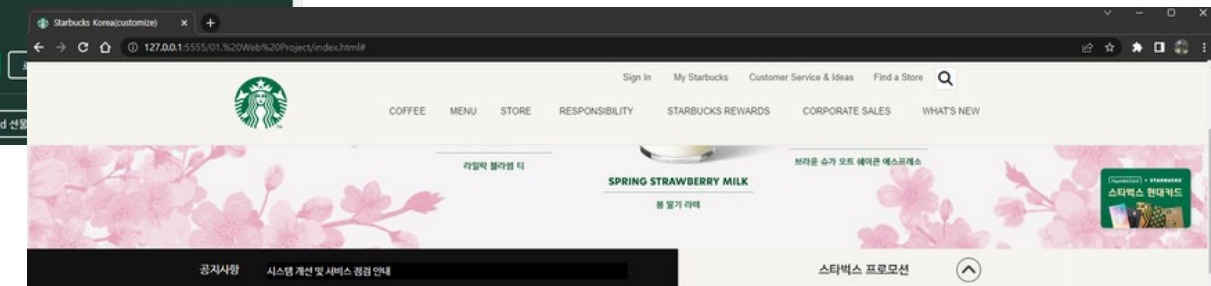 Starbucks Korea(customize)
127.0.0.1:5555/01.%20Web%20Project/index.html#
Sign In My Starbucks Customer Service & Ideas Find a Store
COFFEE MENU STORE RESPONSIBILITY STARBUCKS REWARDS CORPORATE SALES WHAT'S NEW
d 선물
라일락 블라썸 티
브라운 슈가 오트 쉐이큰 에스프레소
SPRING STRAWBERRY MILK
봄 딸기 라떼
STARBUCKS
스타벅스 현대카드
공지사항 시스템 개선 및 서비스 점검 안내
스타벅스 프로모션